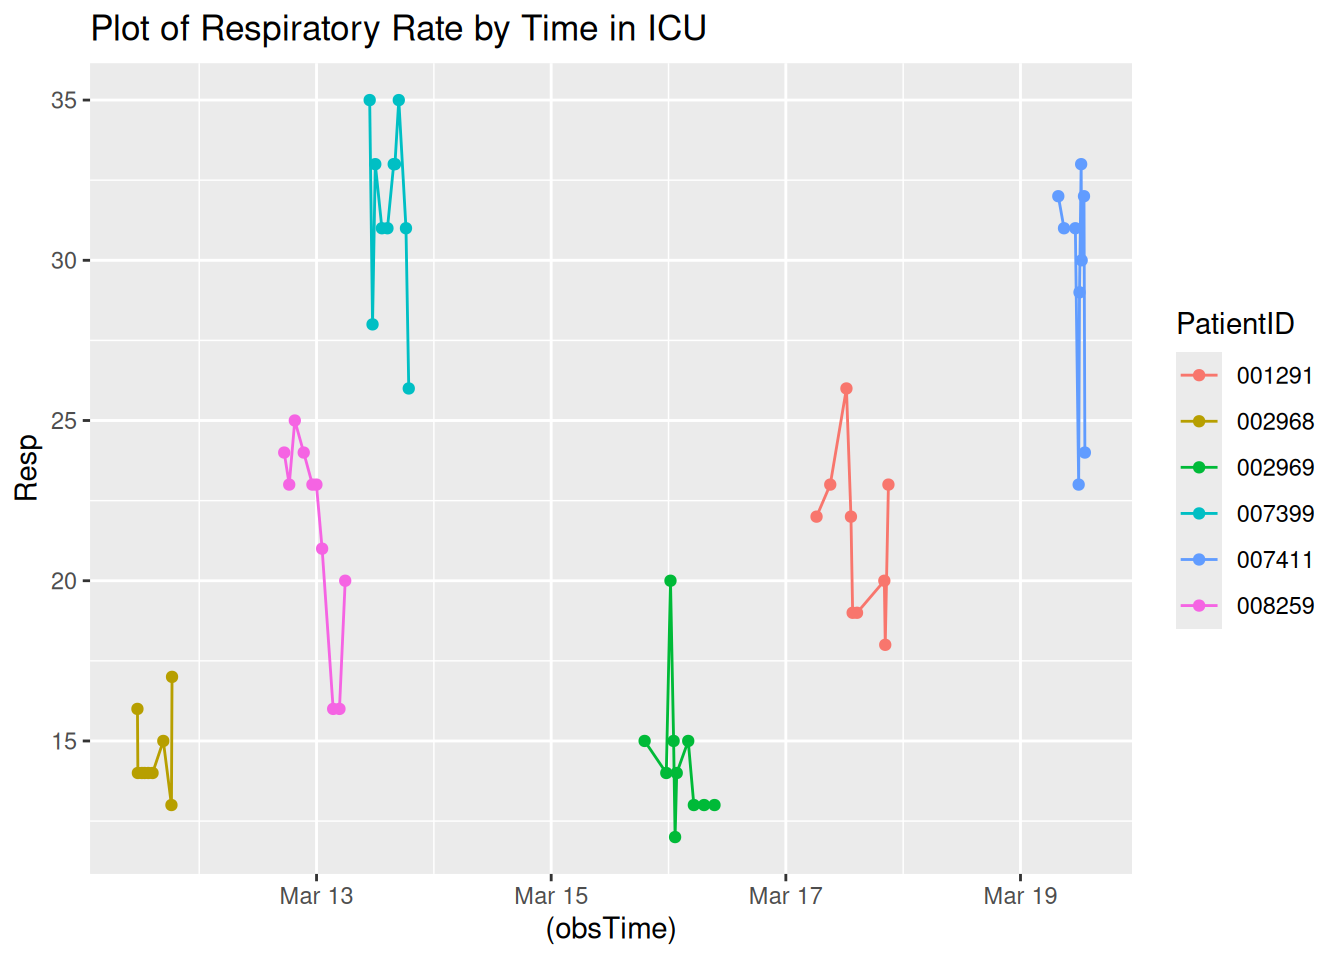 Plot of Respiratory Rate by Time in ICU
35
30
25
20
15
Resp
Mar 13
Mar 15
Mar 17
Mar 19
(obsTime)
PatientID
001291
002968
002969
007399
007411
008259